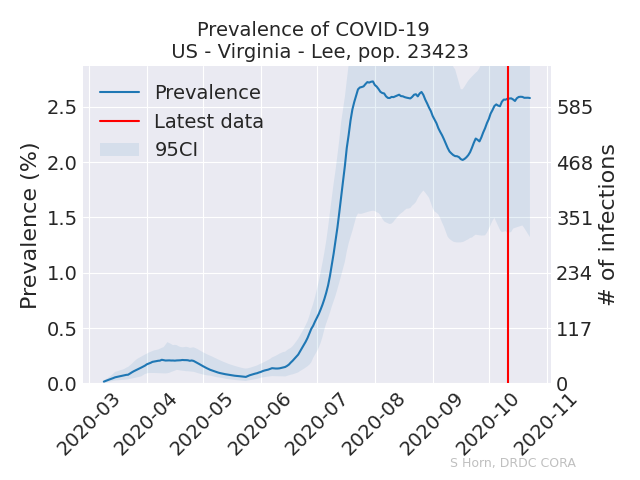 Prevalence of COVID-19
US - Virginia - Lee, pop. 23423
Prevalence
Latest data
95CI
Prevalence (%)
2.5
2.0
1.5
1.0
0.5
0.0
585
468
351
234
117
0
# of infections
2020-03
2020-04
2020-05
2020-06
2020-07
2020-08
2020-09
2020-10
2020-11
S Horn, DRDC CORA